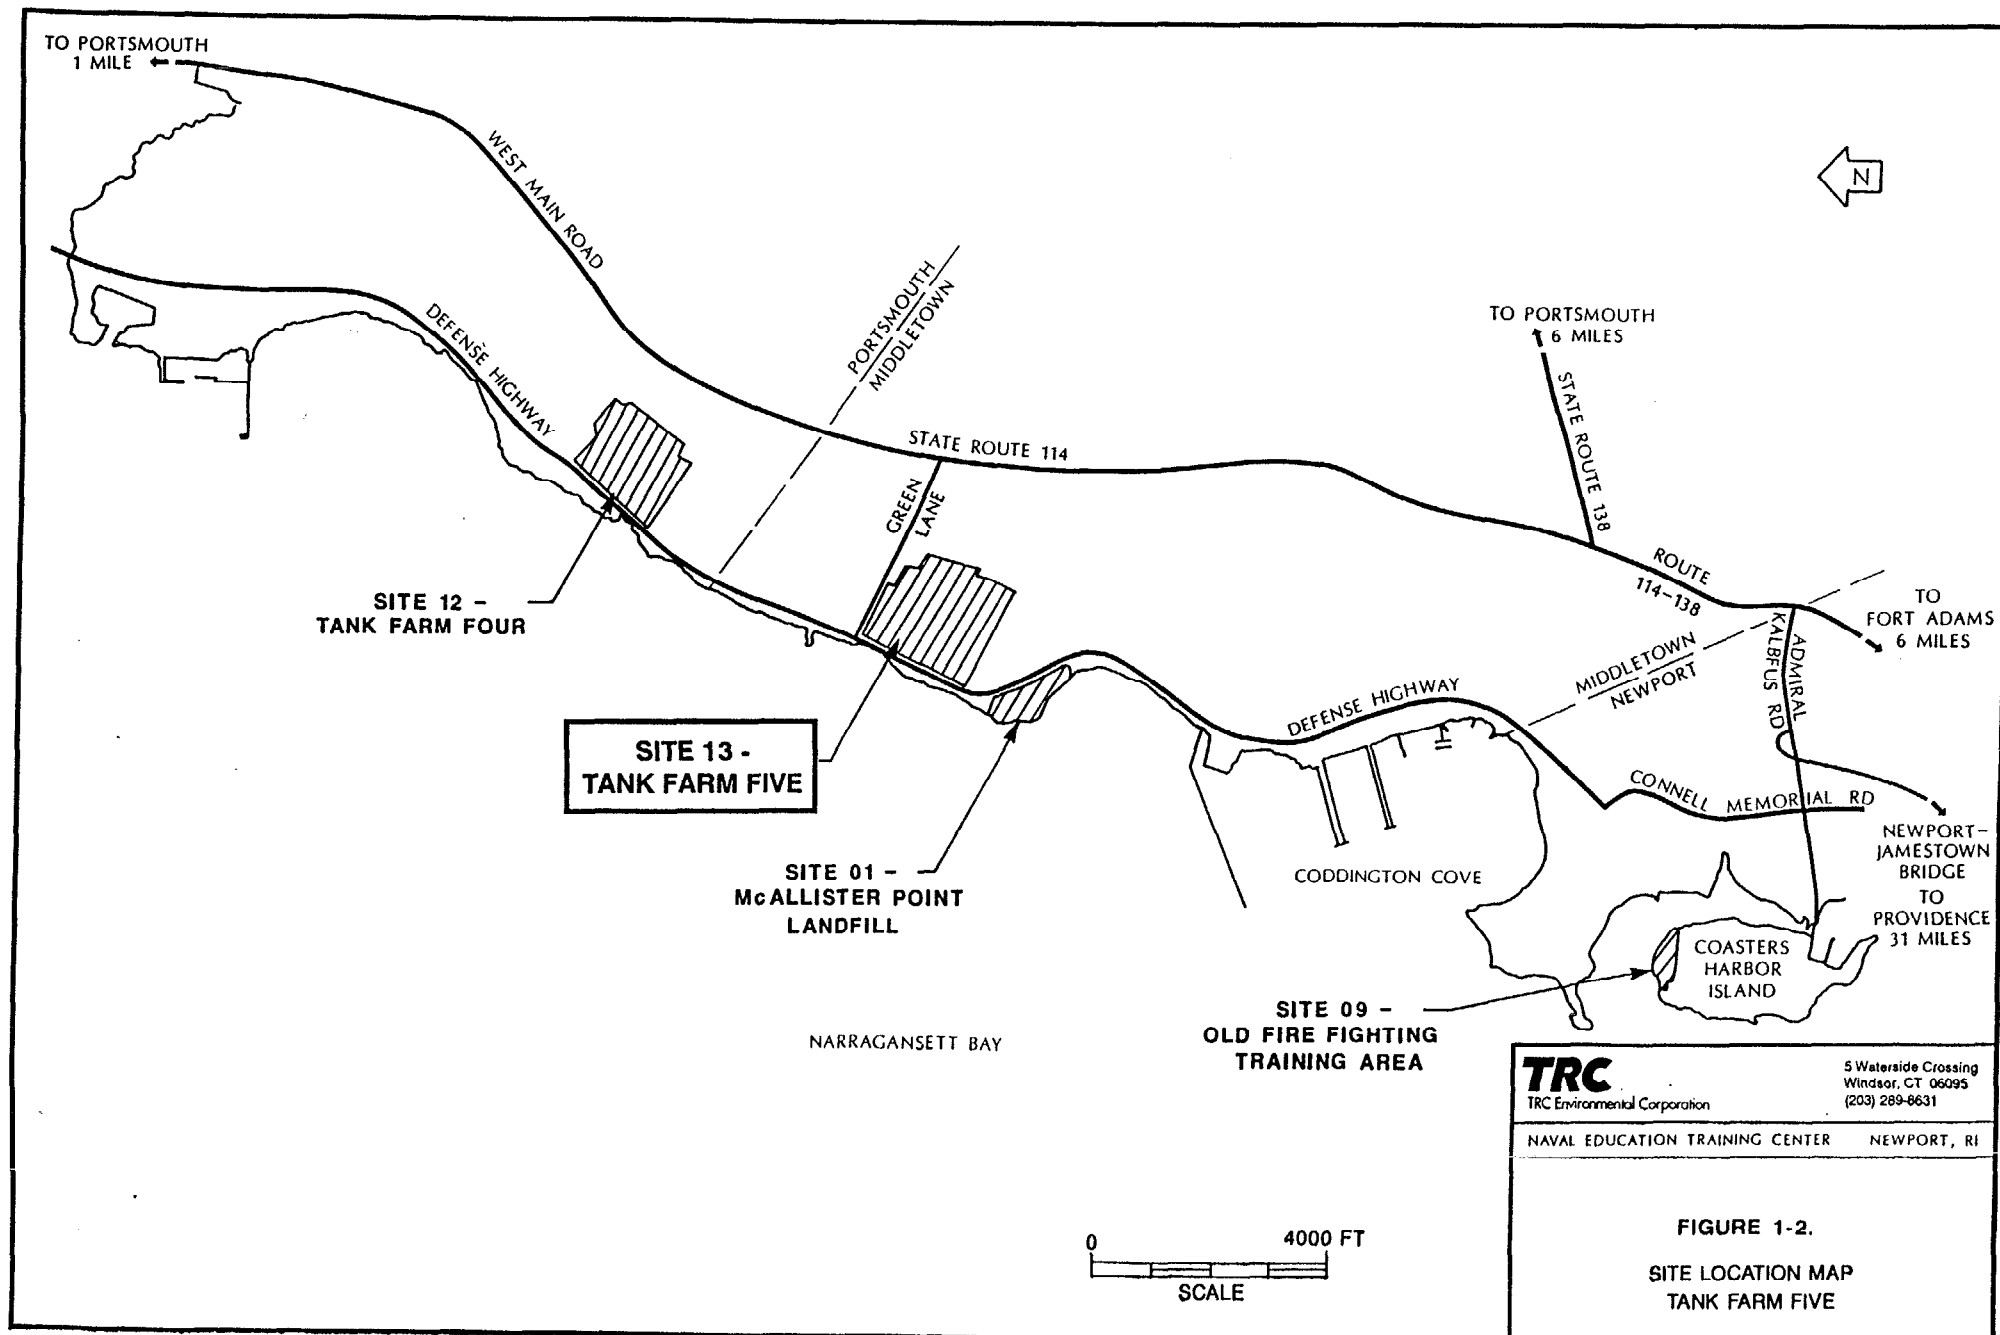 TO PORTSMOUTH
1 MILE
N
WEST MAIN ROAD
DEFENSE HIGHWAY
PORTSMOUTH
MIDDLETOWN
TO PORTSMOUTH
6 MILES
STATE ROUTE 138
STATE ROUTE 114
GREEN
LANE
ROUTE
114-138
TO
FORT ADAMS
6 MILES
SITE 12 -
TANK FARM FOUR
ADMIRAL
KALBFUS RD
MIDDLETOWN
NEWPORT
DEFENSE HIGHWAY
SITE 13 -
TANK FARM FIVE
CONNELL MEMORIAL RD
NEWPORT-
JAMESTOWN
BRIDGE
TO
PROVIDENCE
31 MILES
SITE 01 -
McALLISTER POINT
LANDFILL
CODDINGTON COVE
COASTERS
HARBOR
ISLAND
SITE 09 -
OLD FIRE FIGHTING
TRAINING AREA
NARRAGANSETT BAY
TRC
TRC Environmental Corporation
5 Waterside Crossing
Windsor, CT 06095
(203) 289-8631
NAVAL EDUCATION TRAINING CENTER NEWPORT, RI
0 4000 FT
SCALE
FIGURE 1-2.
SITE LOCATION MAP
TANK FARM FIVE